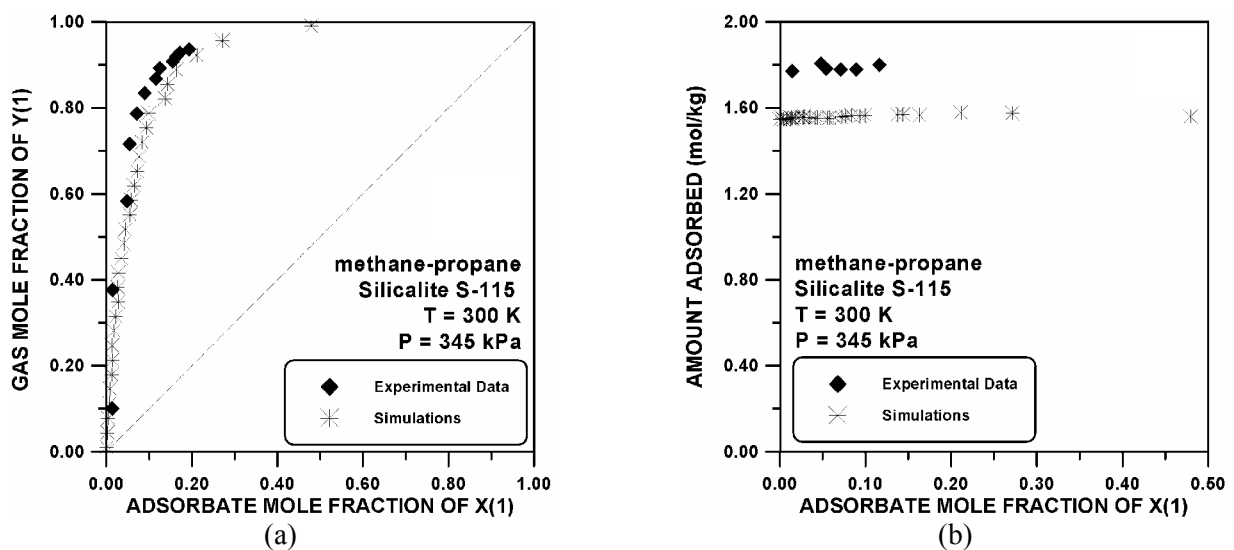 1.00
0.80
0.60
0.40
0.20
0.00
GAS MOLE FRACTION OF Y(1)
methane-propane
Silicalite S-115
T = 300 K
P = 345 kPa
Experimental Data
Simulations
0.00 0.20 0.40 0.60 0.80 1.00
ADSORBATE MOLE FRACTION OF X(1)
(a)
2.00
1.60
1.20
0.80
0.40
0.00
AMOUNT ADSORBED (mol/kg)
methane-propane
Silicalite S-115
T = 300 K
P = 345 kPa
Experimental Data
Simulations
0.00 0.10 0.20 0.30 0.40 0.50
ADSORBATE MOLE FRACTION OF X(1)
(b)